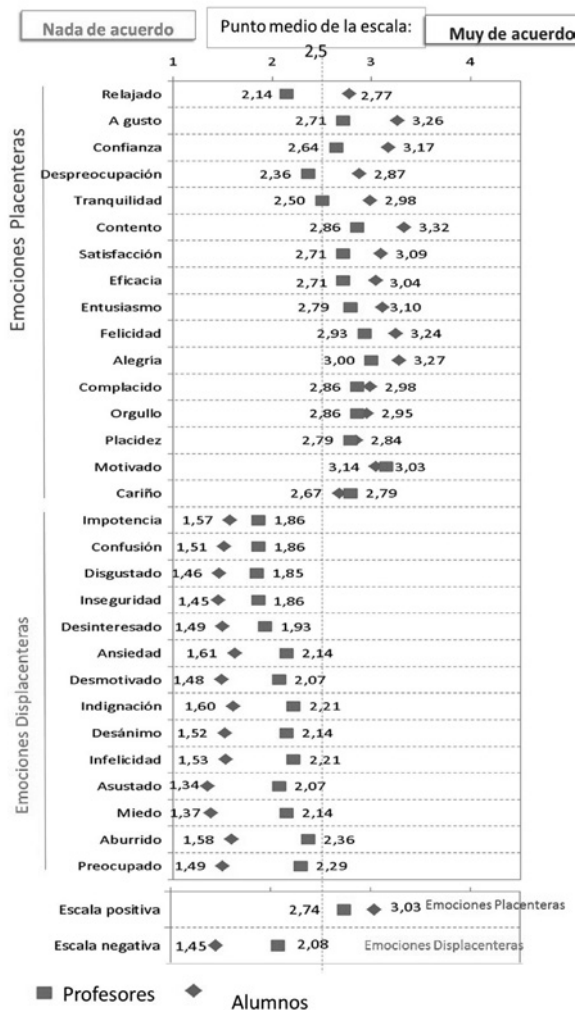 Nada de acuerdo
Punto medio de la escala:
2,5
Muy de acuerdo
1 2 3 4
Emociones Placenteras
Relajado 2,14 2,77
A gusto 2,71 3,26
Confianza 2,64 3,17
Despreocupación 2,36 2,87
Tranquilidad 2,50 2,98
Contento 2,86 3,32
Satisfacción 2,71 3,09
Eficacia 2,71 3,04
Entusiasmo 2,79 3,10
Felicidad 2,93 3,24
Alegria 3,00 3,27
Complacido 2,86 2,98
Orgullo 2,86 2,95
Placidez 2,79 2,84
Motivado 3,14 3,03
Cariño 2,67 2,79
Emociones Displacenteras
Impotencia 1,57 1,86
Confusión 1,51 1,86
Disgustado 1,46 1,85
Inseguridad 1,45 1,86
Desinteresado 1,49 1,93
Ansiedad 1,61 2,14
Desmotivado 1,48 2,07
Indignación 1,60 2,21
Desánimo 1,52 2,14
Infelicidad 1,53 2,21
Asustado 1,34 2,07
Miedo 1,37 2,14
Aburrido 1,58 2,36
Preocupado 1,49 2,29
Escala positiva 2,74 3,03 Emociones Placenteras
Escala negativa 1,45 2,08 Emociones Displacenteras
Profesores Alumnos